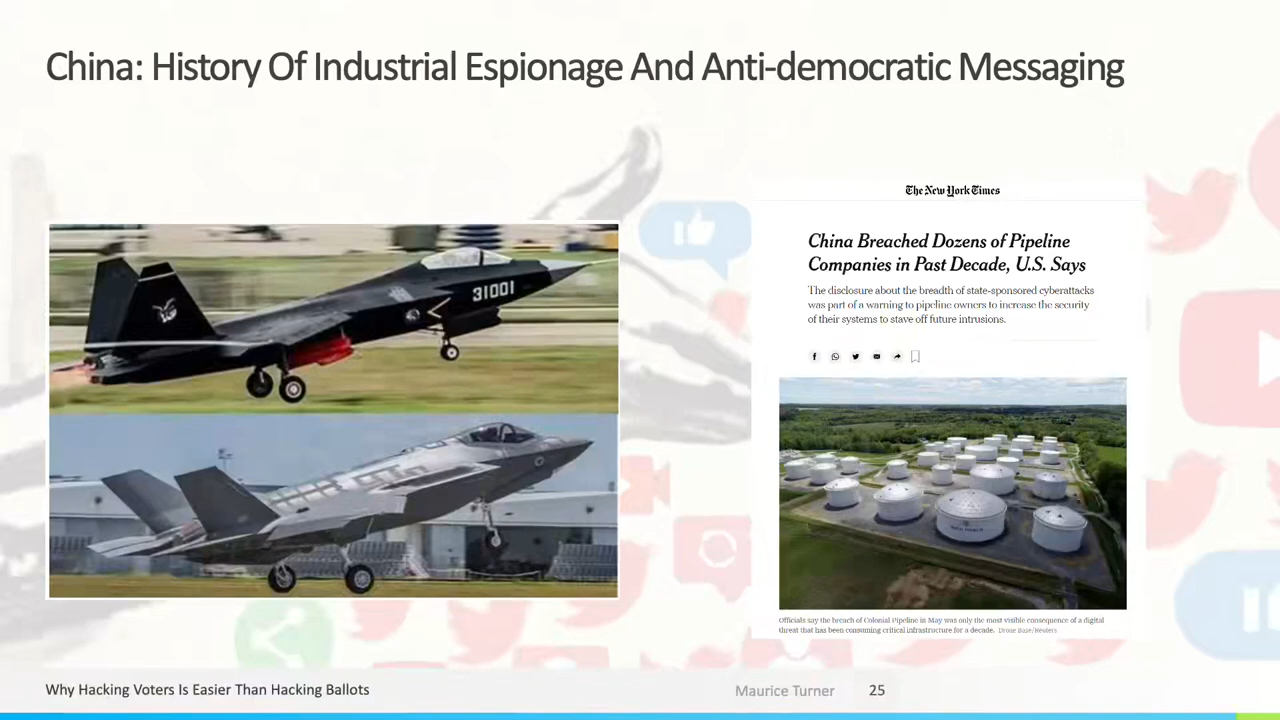 China: History Of Industrial Espionage And Anti-democratic Messaging
31001
The New York Times
China Breached Dozens of Pipeline
Companies in Past Decade, U.S. Says
The disclosure about the breadth of state-sponsored cyberattacks
was part of a warning to pipeline owners to increase the security
of their systems to stave off future intrusions.
Officials say the breach of Colonial Pipeline in May was only the most visible consequence of a digital
threat that has been consuming critical infrastructure for a decade. Drone Base/Reuters
Why Hacking Voters Is Easier Than Hacking Ballots
Maurice Turner
25